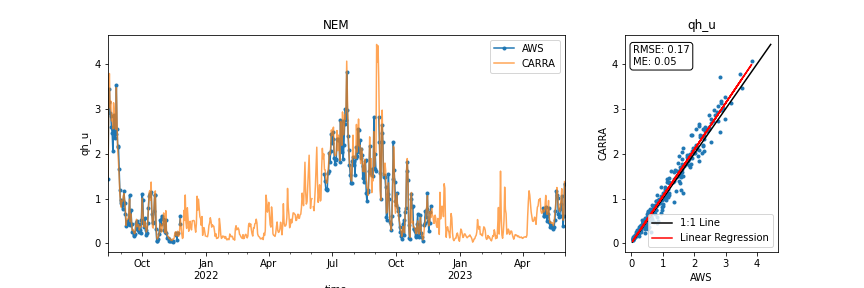 NEM
qh_u
4
3
2
1
0
AWS
CARRA
Oct
Jan
2022
Apr
Jul
Oct
Jan
2023
Apr
time
qh_u
CARRA
4
3
2
1
0
RMSE: 0.17
ME: 0.05
1:1 Line
Linear Regression
0
1
2
3
4
AWS